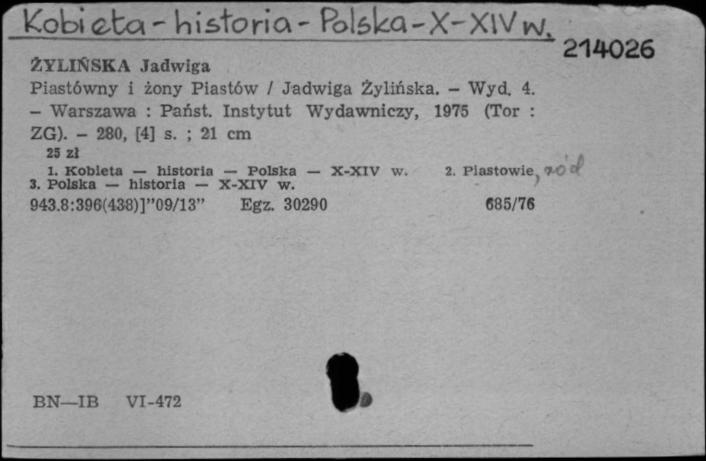 Kobieta - historia - Polska - X-XIV w.
214026
ŻYLIŃSKA Jadwiga
Piastówny i żony Piastów / Jadwiga Żylińska. — Wyd. 4.
— Warszawa : Państ. Instytut Wydawniczy, 1975 (Tor :
ZG). — 280, [4] s. ; 21 cm
25 zł
1. Kobieta — historia — Polska — X-XIV w. 2. Piastowie, ród
3. Polska — historia — X-XIV w.
943.8:396(438)]"09/13" Egz. 30290 685/76
BN—IB VI-472